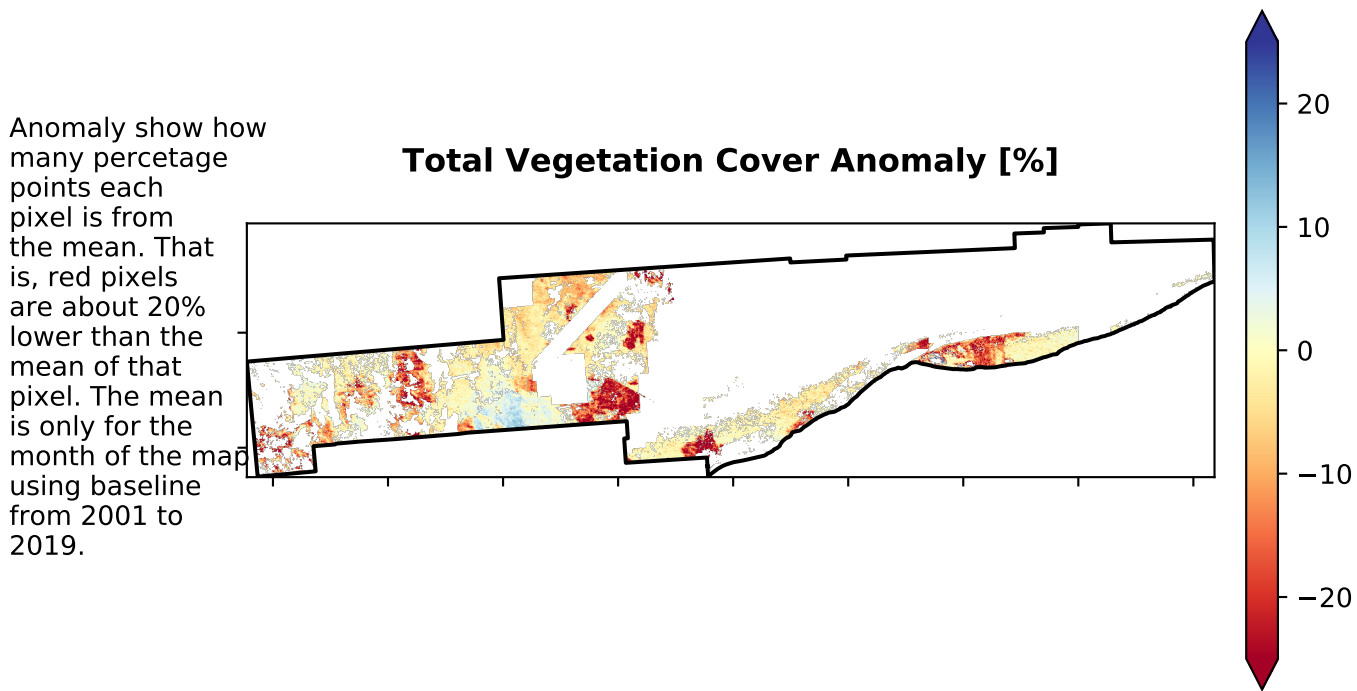 Anomaly show how
many percetage
points each
pixel is from
the mean. That
is, red pixels
are about 20%
lower than the
mean of that
pixel. The mean
is only for the
month of the map
using baseline
from 2001 to
2019.
Total Vegetation Cover Anomaly [%]
20
10
0
−10
−20